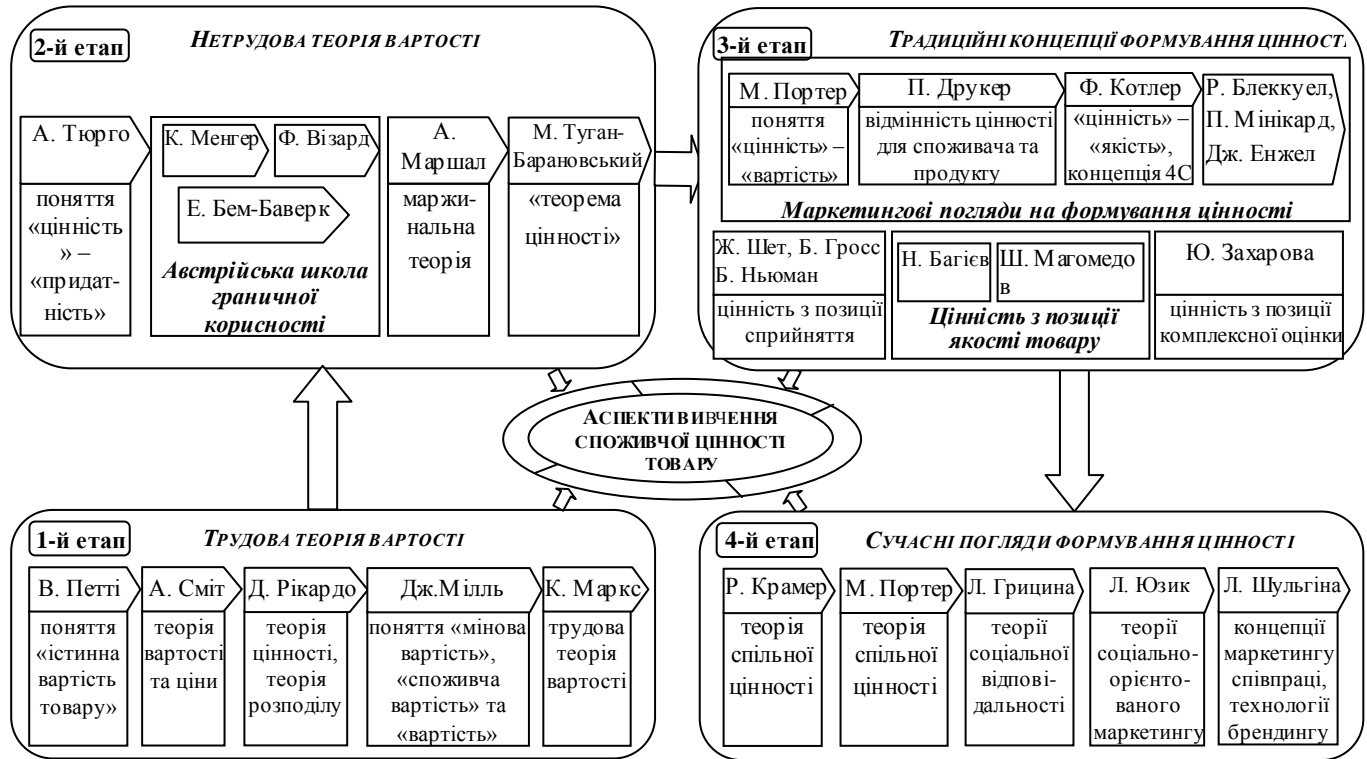 2-й етап
НЕТРУДОВА ТЕОРІЯ ВАРТОСТІ
А. Тюрго
поняття
«цінність
» –
«придат-
ність»
К. Менгер
Ф. Візард
Е. Бем-Баверк
Австрійська школа
граничної
корисності
А.
Маршал
маржи-
нальна
теорія
М. Туган-
Барановський
«теорема
цінності»
3-й етап
ТРАДИЦІЙНІ КОНЦЕПЦІЇ ФОРМУВАННЯ ЦІННОСТІ
М. Портер
поняття
«цінність» –
«вартість»
П. Друкер
відмінність цінності
для споживача та
продукту
Ф. Котлер
«цінність» –
«якість»,
концепція 4С
Р. Блеккуел,
П. Мінікард,
Дж. Енжел
Маркетингові погляди на формування цінності
Ж. Шет, Б. Гросс
Б. Ньюман
цінність з позиції
сприйняття
Н. Багієв
Ш. Магомедо
в
Цінність з позиції
якості товару
Ю. Захарова
цінність з позиції
комплексної оцінки
АСПЕКТИ ВИВЧЕННЯ
СПОЖИВЧОЇ ЦІННОСТІ
ТОВАРУ
1-й етап
ТРУДОВА ТЕОРІЯ ВАРТОСТІ
В. Петті
поняття
«істинна
вартість
товару»
А. Сміт
теорія
вартості
та ціни
Д. Рікардо
теорія
цінності,
теорія
розподілу
Дж.Мілль
поняття «мінова
вартість»,
«споживча
вартість» та
«вартість»
К. Маркс
трудова
теорія
вартості
4-й етап
СУЧАСНІ ПОГЛЯДИ ФОРМУВАННЯ ЦІННОСТІ
Р. Крамер
теорія
спільної
цінності
М. Портер
теорія
спільної
цінності
Л. Грицина
теорії
соціальної
відпові-
дальності
Л. Юзик
теорії
соціально-
орієнто-
ваного
маркетингу
Л. Шульгіна
концепції
маркетингу
співпраці,
технології
брендингу